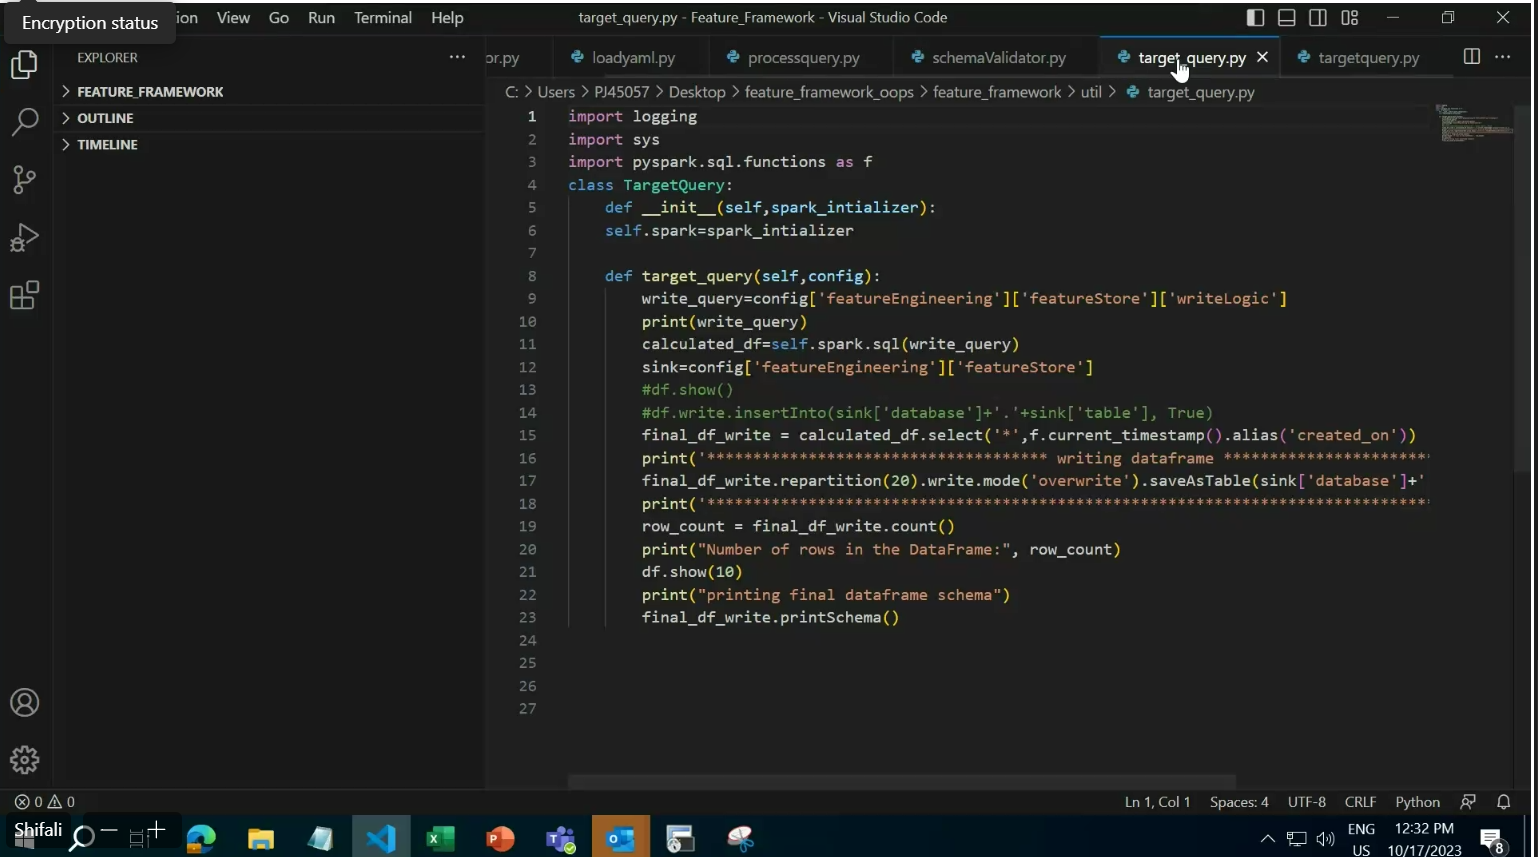 Encryption status
ion View Go Run Terminal Help
target_query.py - Feature_Framework - Visual Studio Code
EXPLORER
or.py loadyaml.py processquery.py schemaValidator.py target_query.py targetquery.py
FEATURE_FRAMEWORK
OUTLINE
TIMELINE
C: > Users > PJ45057 > Desktop > feature_framework_oops > feature_framework > util > target_query.py
1 import logging
2 import sys
3 import pyspark.sql.functions as f
4 class TargetQuery:
5 def __init__(self,spark_intializer):
6 self.spark=spark_intializer
7
8 def target_query(self,config):
9 write_query=config['featureEngineering']['featureStore']['writeLogic']
10 print(write_query)
11 calculated_df=self.spark.sql(write_query)
12 sink=config['featureEngineering']['featureStore']
13 #df.show()
14 #df.write.insertInto(sink['database']+'.'+sink['table'], True)
15 final_df_write = calculated_df.select('*',f.current_timestamp().alias('created_on'))
16 print('************************************* writing dataframe **********************
17 final_df_write.repartition(20).write.mode('overwrite').saveAsTable(sink['database']+'
18 print('******************************************************************************
19 row_count = final_df_write.count()
20 print("Number of rows in the DataFrame:", row_count)
21 df.show(10)
22 print("printing final dataframe schema")
23 final_df_write.printSchema()
24
25
26
27
0 0
Ln 1, Col 1 Spaces: 4 UTF-8 CRLF Python
Shifali
ENG
US
12:32 PM
10/17/2023
8